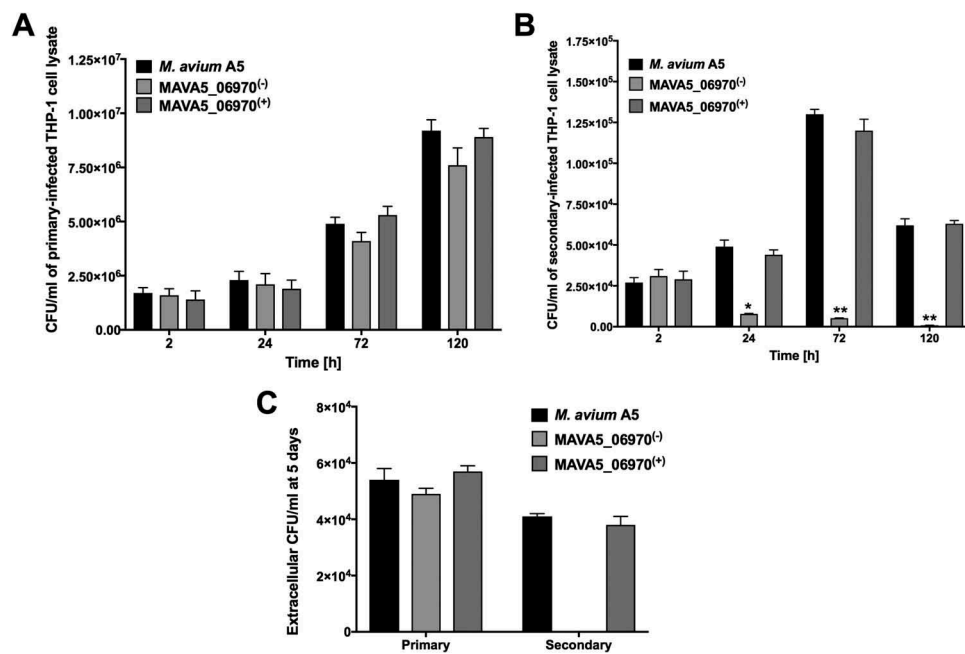 A
CFU/ml of primary-infected THP-1 cell lysate
1.25×10⁷
1.00×10⁷
7.50×10⁶
5.00×10⁶
2.50×10⁶
0.00
M. avium A5
MAVA5_06970(-)
MAVA5_06970(+)
2 24 72 120
Time [h]
B
CFU/ml of secondary-infected THP-1 cell lysate
1.75×10⁵
1.50×10⁵
1.25×10⁵
1.00×10⁵
7.50×10⁴
5.00×10⁴
2.50×10⁴
0.00
M. avium A5
MAVA5_06970(-)
MAVA5_06970(+)
* ** **
2 24 72 120
Time [h]
C
Extracellular CFU/ml at 5 days
8×10⁴
6×10⁴
4×10⁴
2×10⁴
0
M. avium A5
MAVA5_06970(-)
MAVA5_06970(+)
Primary Secondary